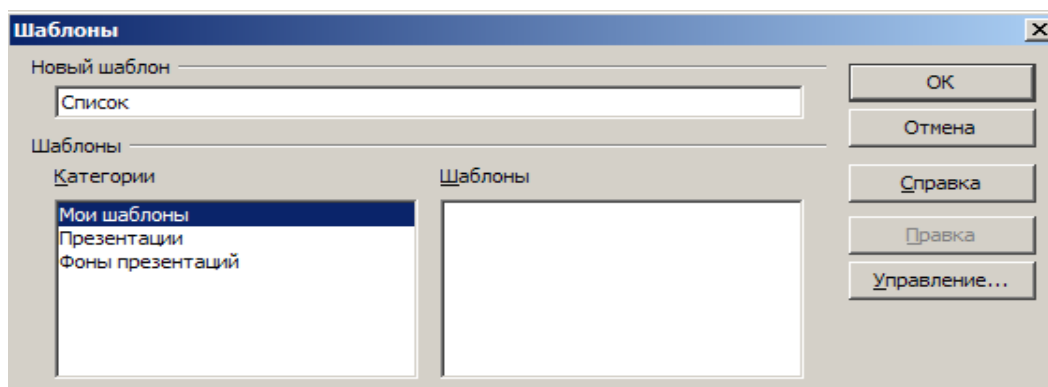 Шаблоны
Новый шаблон
Список
OK
Отмена
Шаблоны
Категории
Шаблоны
Справка
Мои шаблоны
Презентации
Фоны презентаций
Правка
Управление...